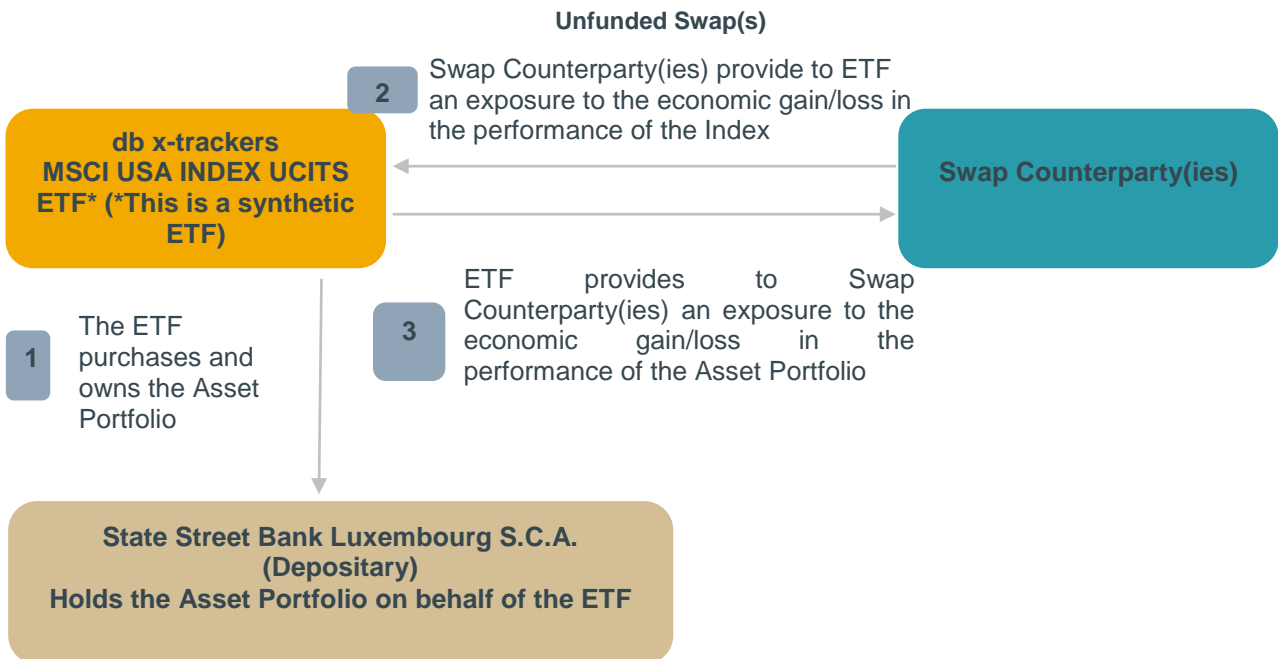 Unfunded Swap(s)
2
Swap Counterparty(ies) provide to ETF
an exposure to the economic gain/loss in
the performance of the Index
db x-trackers
MSCI USA INDEX UCITS
ETF* (*This is a synthetic
ETF)
Swap Counterparty(ies)
1
The ETF
purchases and
owns the Asset
Portfolio
3
ETF provides to Swap
Counterparty(ies) an exposure to the
economic gain/loss in the
performance of the Asset Portfolio
State Street Bank Luxembourg S.C.A.
(Depositary)
Holds the Asset Portfolio on behalf of the ETF